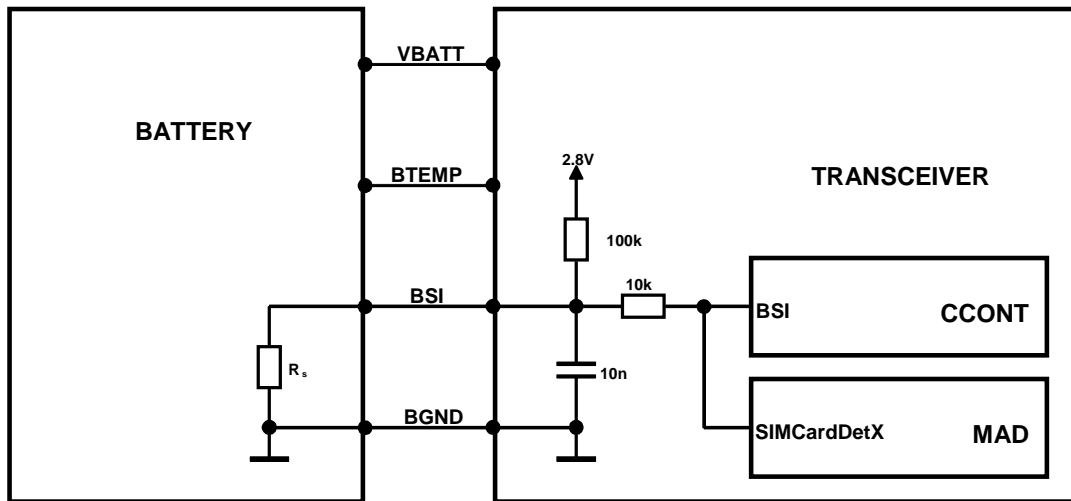 VBATT
BATTERY
2.8V
BTEMP
TRANSCEIVER
100k
10k
BSI
BSI
CCONT
Rs
10n
BGND
SIMCardDetX
MAD